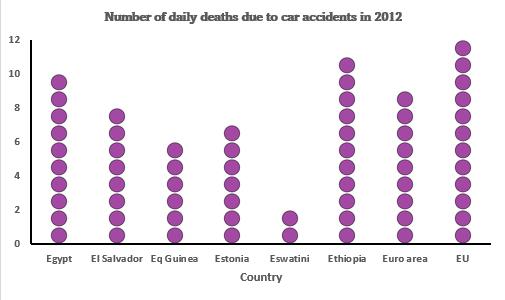 Number of daily deaths due to car accidents in 2012
12
10
8
6
4
2
0
Egypt El Salvador Eq Guinea Estonia Eswatini Ethiopia Euro area EU
Country